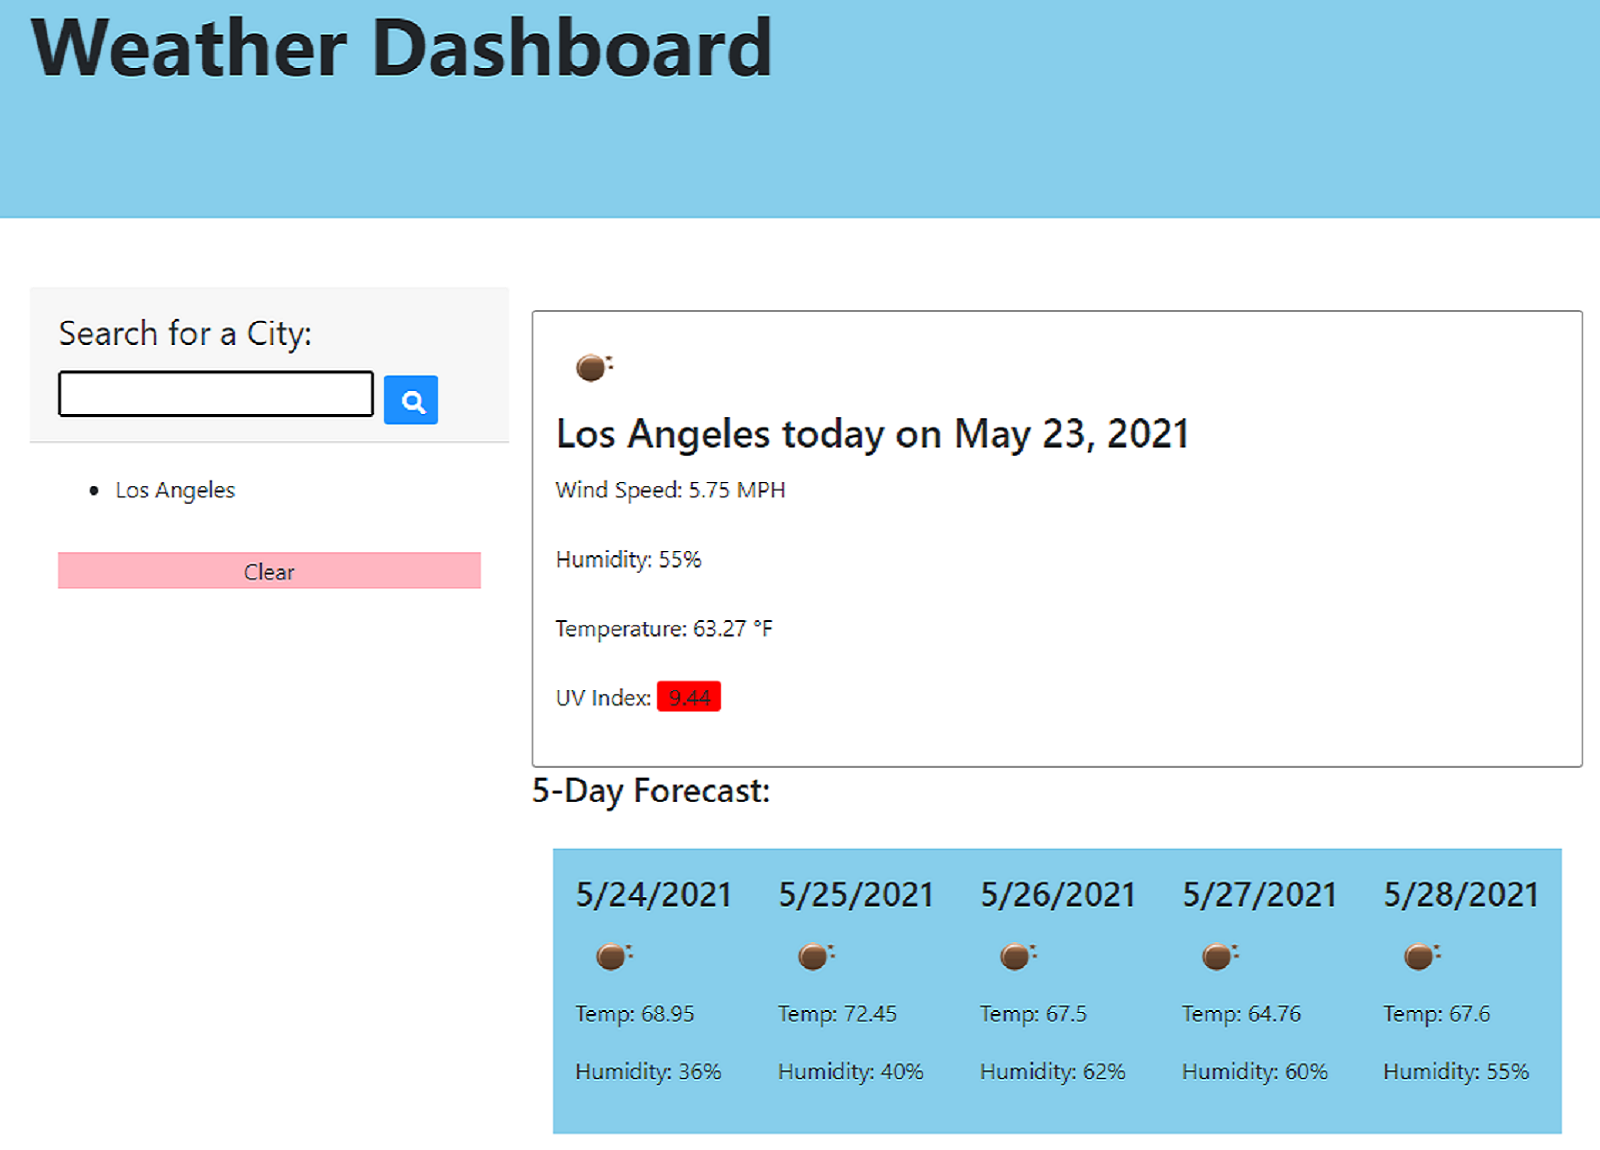 Weather Dashboard
Search for a City:
Los Angeles
Clear
Los Angeles today on May 23, 2021
Wind Speed: 5.75 MPH
Humidity: 55%
Temperature: 63.27 °F
UV Index: 9.44
5-Day Forecast:
5/24/2021 5/25/2021 5/26/2021 5/27/2021 5/28/2021
Temp: 68.95 Temp: 72.45 Temp: 67.5 Temp: 64.76 Temp: 67.6
Humidity: 36% Humidity: 40% Humidity: 62% Humidity: 60% Humidity: 55%